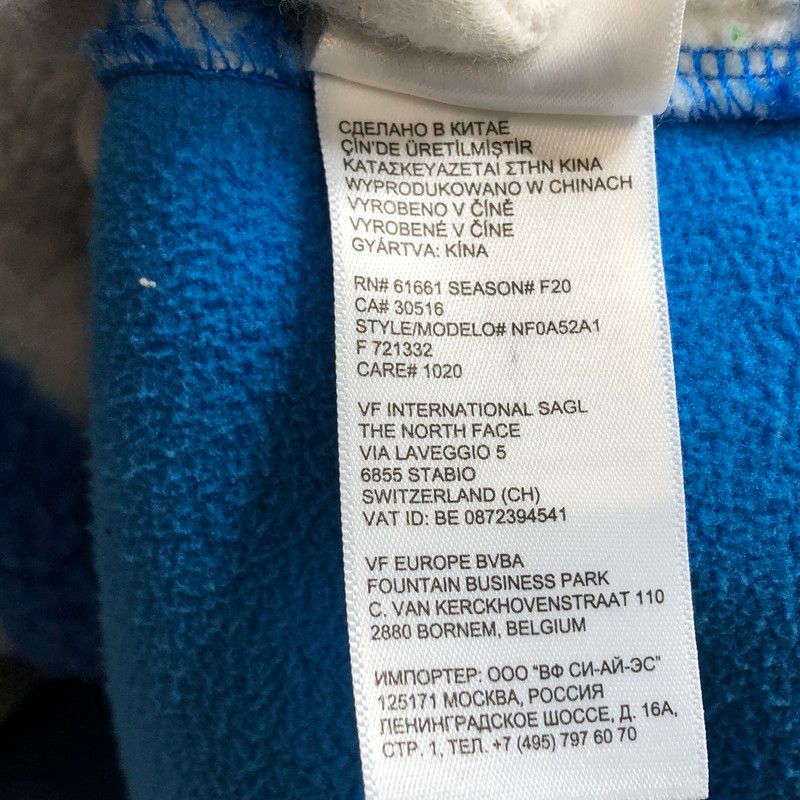 СДЕЛАНО В КИТАЕ
ÇİN'DE ÜRETİLMİŞTİR
ΚΑΤΑΣΚΕΥΑΖΕΤΑΙ ΣΤΗΝ ΚΙΝΑ
WYPRODUKOWANO W CHINACH
VYROBENO V ČÍNĚ
VYROBENÉ V ČÍNE
GYÁRTVA: KÍNA
RN# 61661 SEASON# F20
CA# 30516
STYLE/MODELO# NF0A52A1
F 721332
CARE# 1020
VF INTERNATIONAL SAGL
THE NORTH FACE
VIA LAVEGGIO 5
6855 STABIO
SWITZERLAND (CH)
VAT ID: BE 0872394541
VF EUROPE BVBA
FOUNTAIN BUSINESS PARK
C. VAN KERCKHOVENSTRAAT 110
2880 BORNEM, BELGIUM
ИМПОРТЕР: ООО "ВФ СИ-АЙ-ЭС"
125171 МОСКВА, РОССИЯ
ЛЕНИНГРАДСКОЕ ШОССЕ, Д. 16А,
СТР. 1, ТЕЛ. +7 (495) 797 60 70